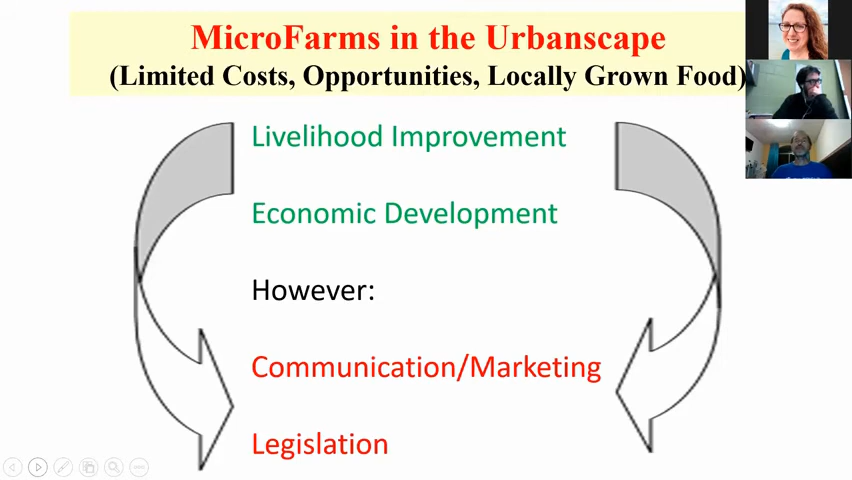 MicroFarms in the Urbanscape
(Limited Costs, Opportunities, Locally Grown Food)
Livelihood Improvement
Economic Development
However:
Communication/Marketing
Legislation